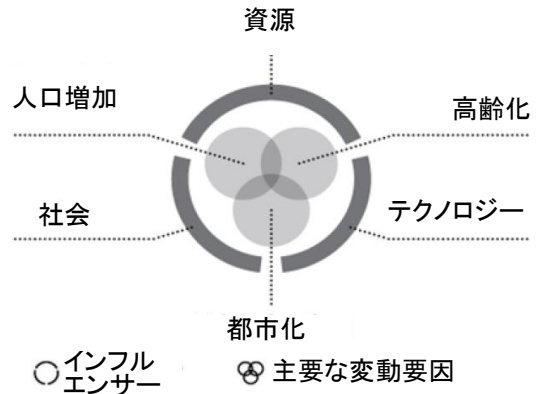 資源
人口増加
高齢化
社会
テクノロジー
都市化
インフル
エンサー
主要な変動要因